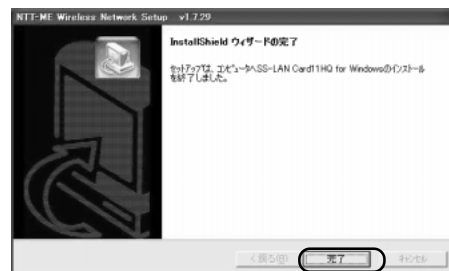 NTT-ME Wireless Network Setup   v1.7.29
InstallShield ウィザードの完了
セットアップは、コンピュータへSS-LAN Card11HQ for Windowsのインストール
を終了しました。
< 戻る(B)
完了
キャンセル